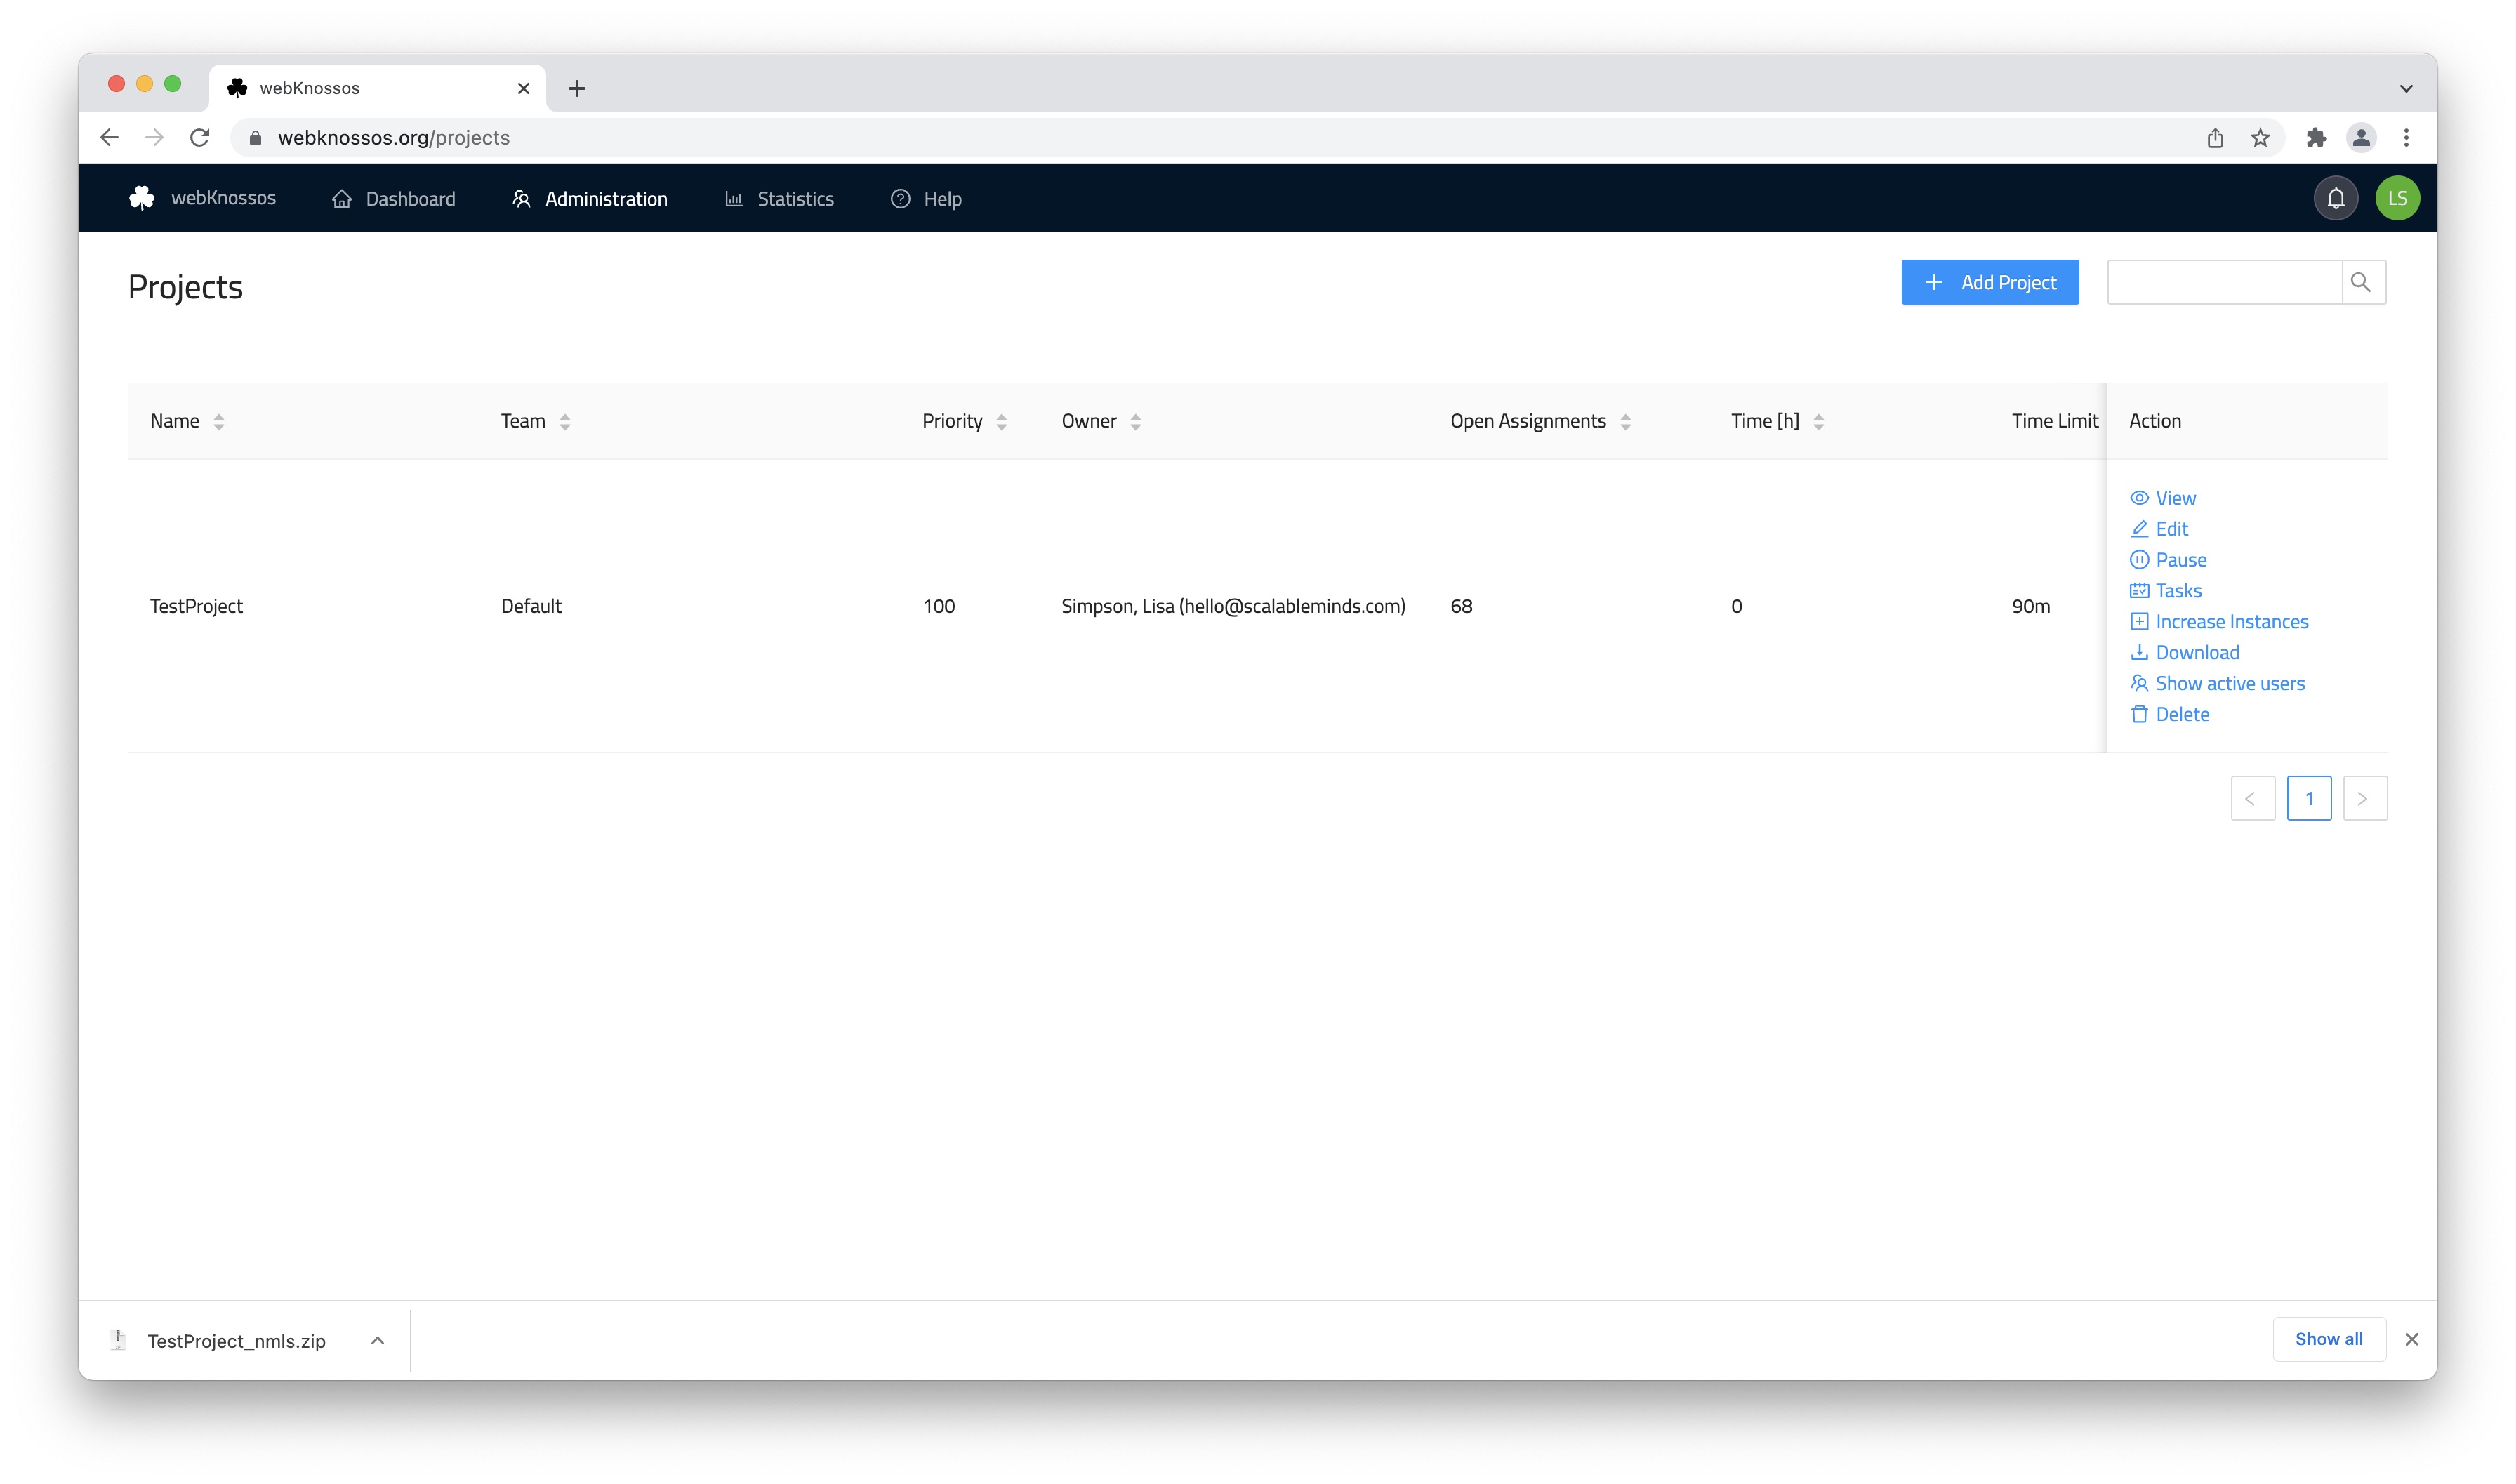 webKnossos
webknossos.org/projects
webKnossos Dashboard Administration Statistics Help LS
Projects
Add Project
Name Team Priority Owner Open Assignments Time [h] Time Limit Action
TestProject Default 100 Simpson, Lisa (hello@scalableminds.com) 68 0 90m
View
Edit
Pause
Tasks
Increase Instances
Download
Show active users
Delete
1
TestProject_nmls.zip
Show all